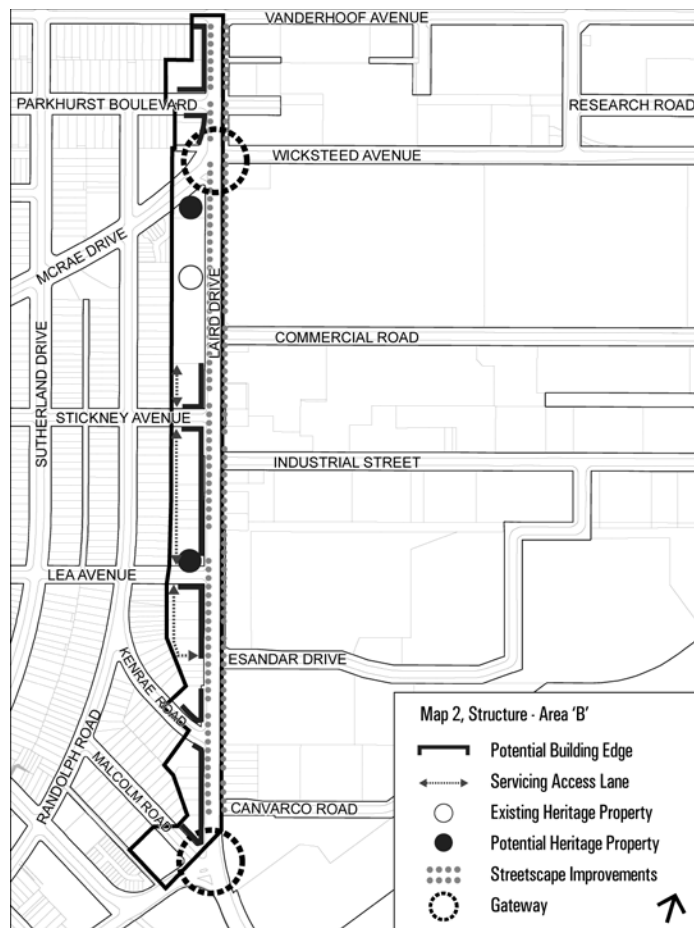 VANDERHOOF AVENUE
PARKHURST BOULEVARD
RESEARCH ROAD
WICKSTEED AVENUE
MCRAE DRIVE
LAIRD DRIVE
COMMERCIAL ROAD
SUTHERLAND DRIVE
STICKNEY AVENUE
INDUSTRIAL STREET
LEA AVENUE
KENRAE ROAD
ESANDAR DRIVE
RANDOLPH ROAD
MALCOLM ROAD
CANVARCO ROAD
Map 2, Structure - Area ‘B’
Potential Building Edge
Servicing Access Lane
Existing Heritage Property
Potential Heritage Property
Streetscape Improvements
Gateway